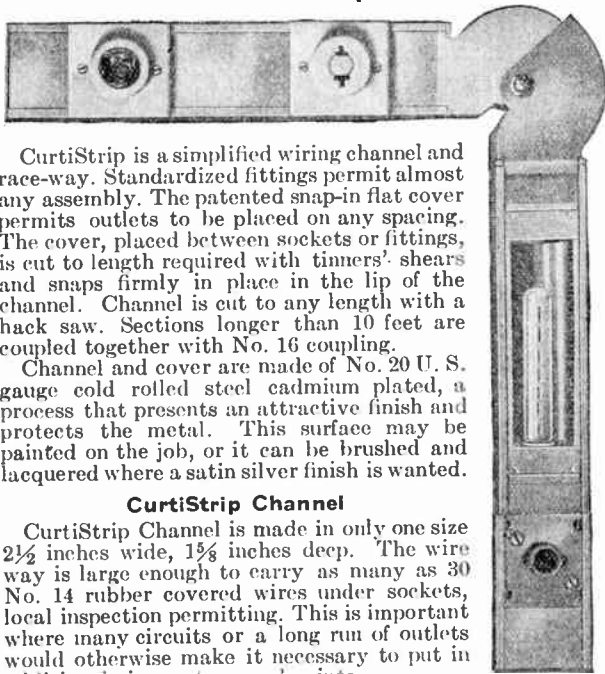 CurtiStrip is a simplified wiring channel and
race-way. Standardized fittings permit almost
any assembly. The patented snap-in flat cover
permits outlets to be placed on any spacing.
The cover, placed between sockets or fittings,
is cut to length required with tinners' shears
and snaps firmly in place in the lip of the
channel. Channel is cut to any length with a
hack saw. Sections longer than 10 feet are
coupled together with No. 16 coupling.
Channel and cover are made of No. 20 U. S.
gauge cold rolled steel cadmium plated, a
process that presents an attractive finish and
protects the metal. This surface may be
painted on the job, or it can be brushed and
lacquered where a satin silver finish is wanted.
CurtiStrip Channel
CurtiStrip Channel is made in only one size
2½ inches wide, 1⅝ inches deep. The wire
way is large enough to carry as many as 30
No. 14 rubber covered wires under sockets,
local inspection permitting. This is important
where many circuits or a long run of outlets
would otherwise make it necessary to put in